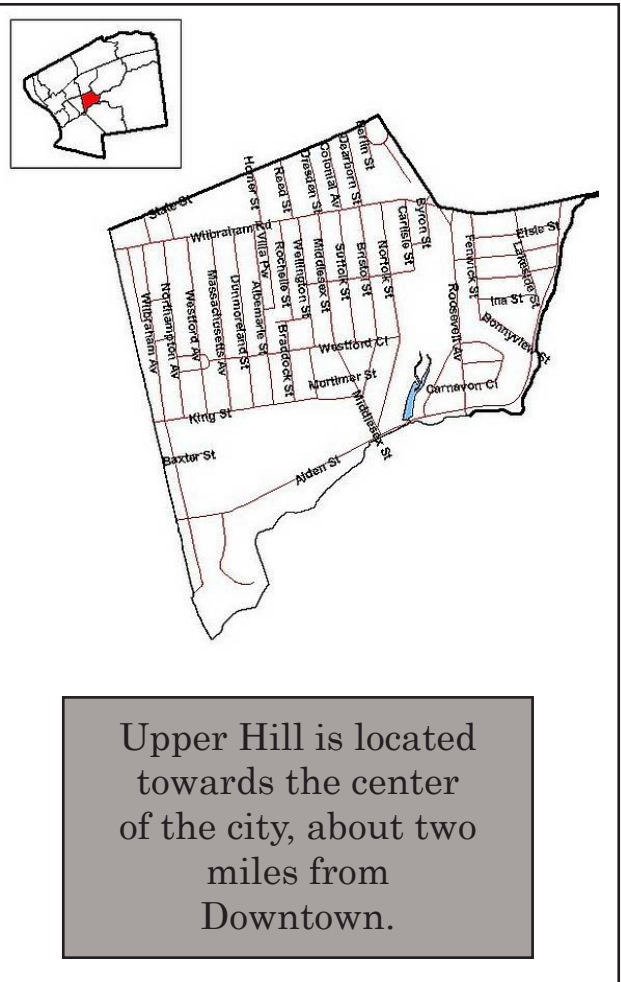 Berlin St
Dearborn St
Colonial Av
Dresden St
Reed St
Homer St
State St
Wilbraham Rd
Villa Pw
Rochelle St
Wellington St
Middlesex St
Suffolk St
Bristol St
Norfolk St
Carlisle St
Byron St
Fenwick St
Elsie St
Lakeside St
Ina St
Bonnyview St
Roosevelt Av
Wilbraham Av
Northampton Av
Westford Av
Massachusetts Av
Dunmoreland St
Albemarle St
Braddock St
Westford Ci
Mortimer St
Carnavon Ci
King St
Middlesex St
Baxter St
Alden St
Upper Hill is located
towards the center
of the city, about two
miles from
Downtown.